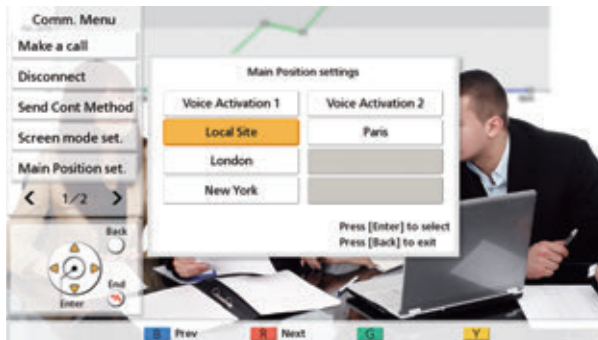 Comm. Menu
Make a call
Disconnect
Send Cont Method
Screen mode set.
Main Position set.
1/2
Back
End
Enter
Main Position settings
Voice Activation 1
Voice Activation 2
Local Site
Paris
London
New York
Press [Enter] to select
Press [Back] to exit
B Prev
R Next
G
Y